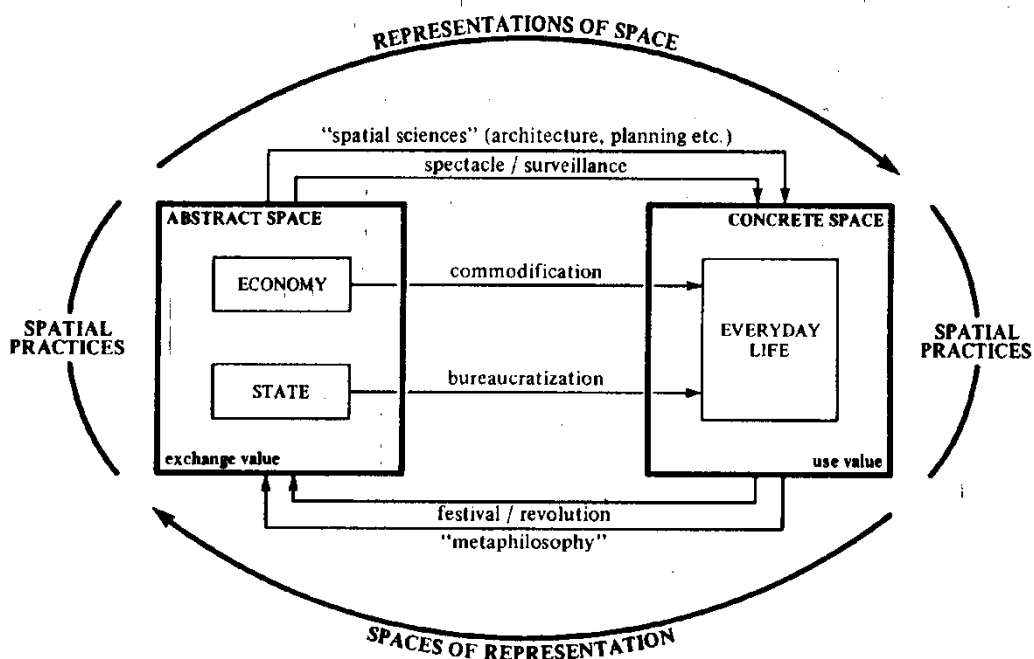 REPRESENTATIONS OF SPACE
"spatial sciences" (architecture, planning etc.)
spectacle / surveillance
ABSTRACT SPACE
CONCRETE SPACE
ECONOMY
commodification
EVERYDAY
LIFE
SPATIAL
PRACTICES
SPATIAL
PRACTICES
STATE
bureaucratization
exchange value
use value
festival / revolution
"metaphilosophy"
SPACES OF REPRESENTATION